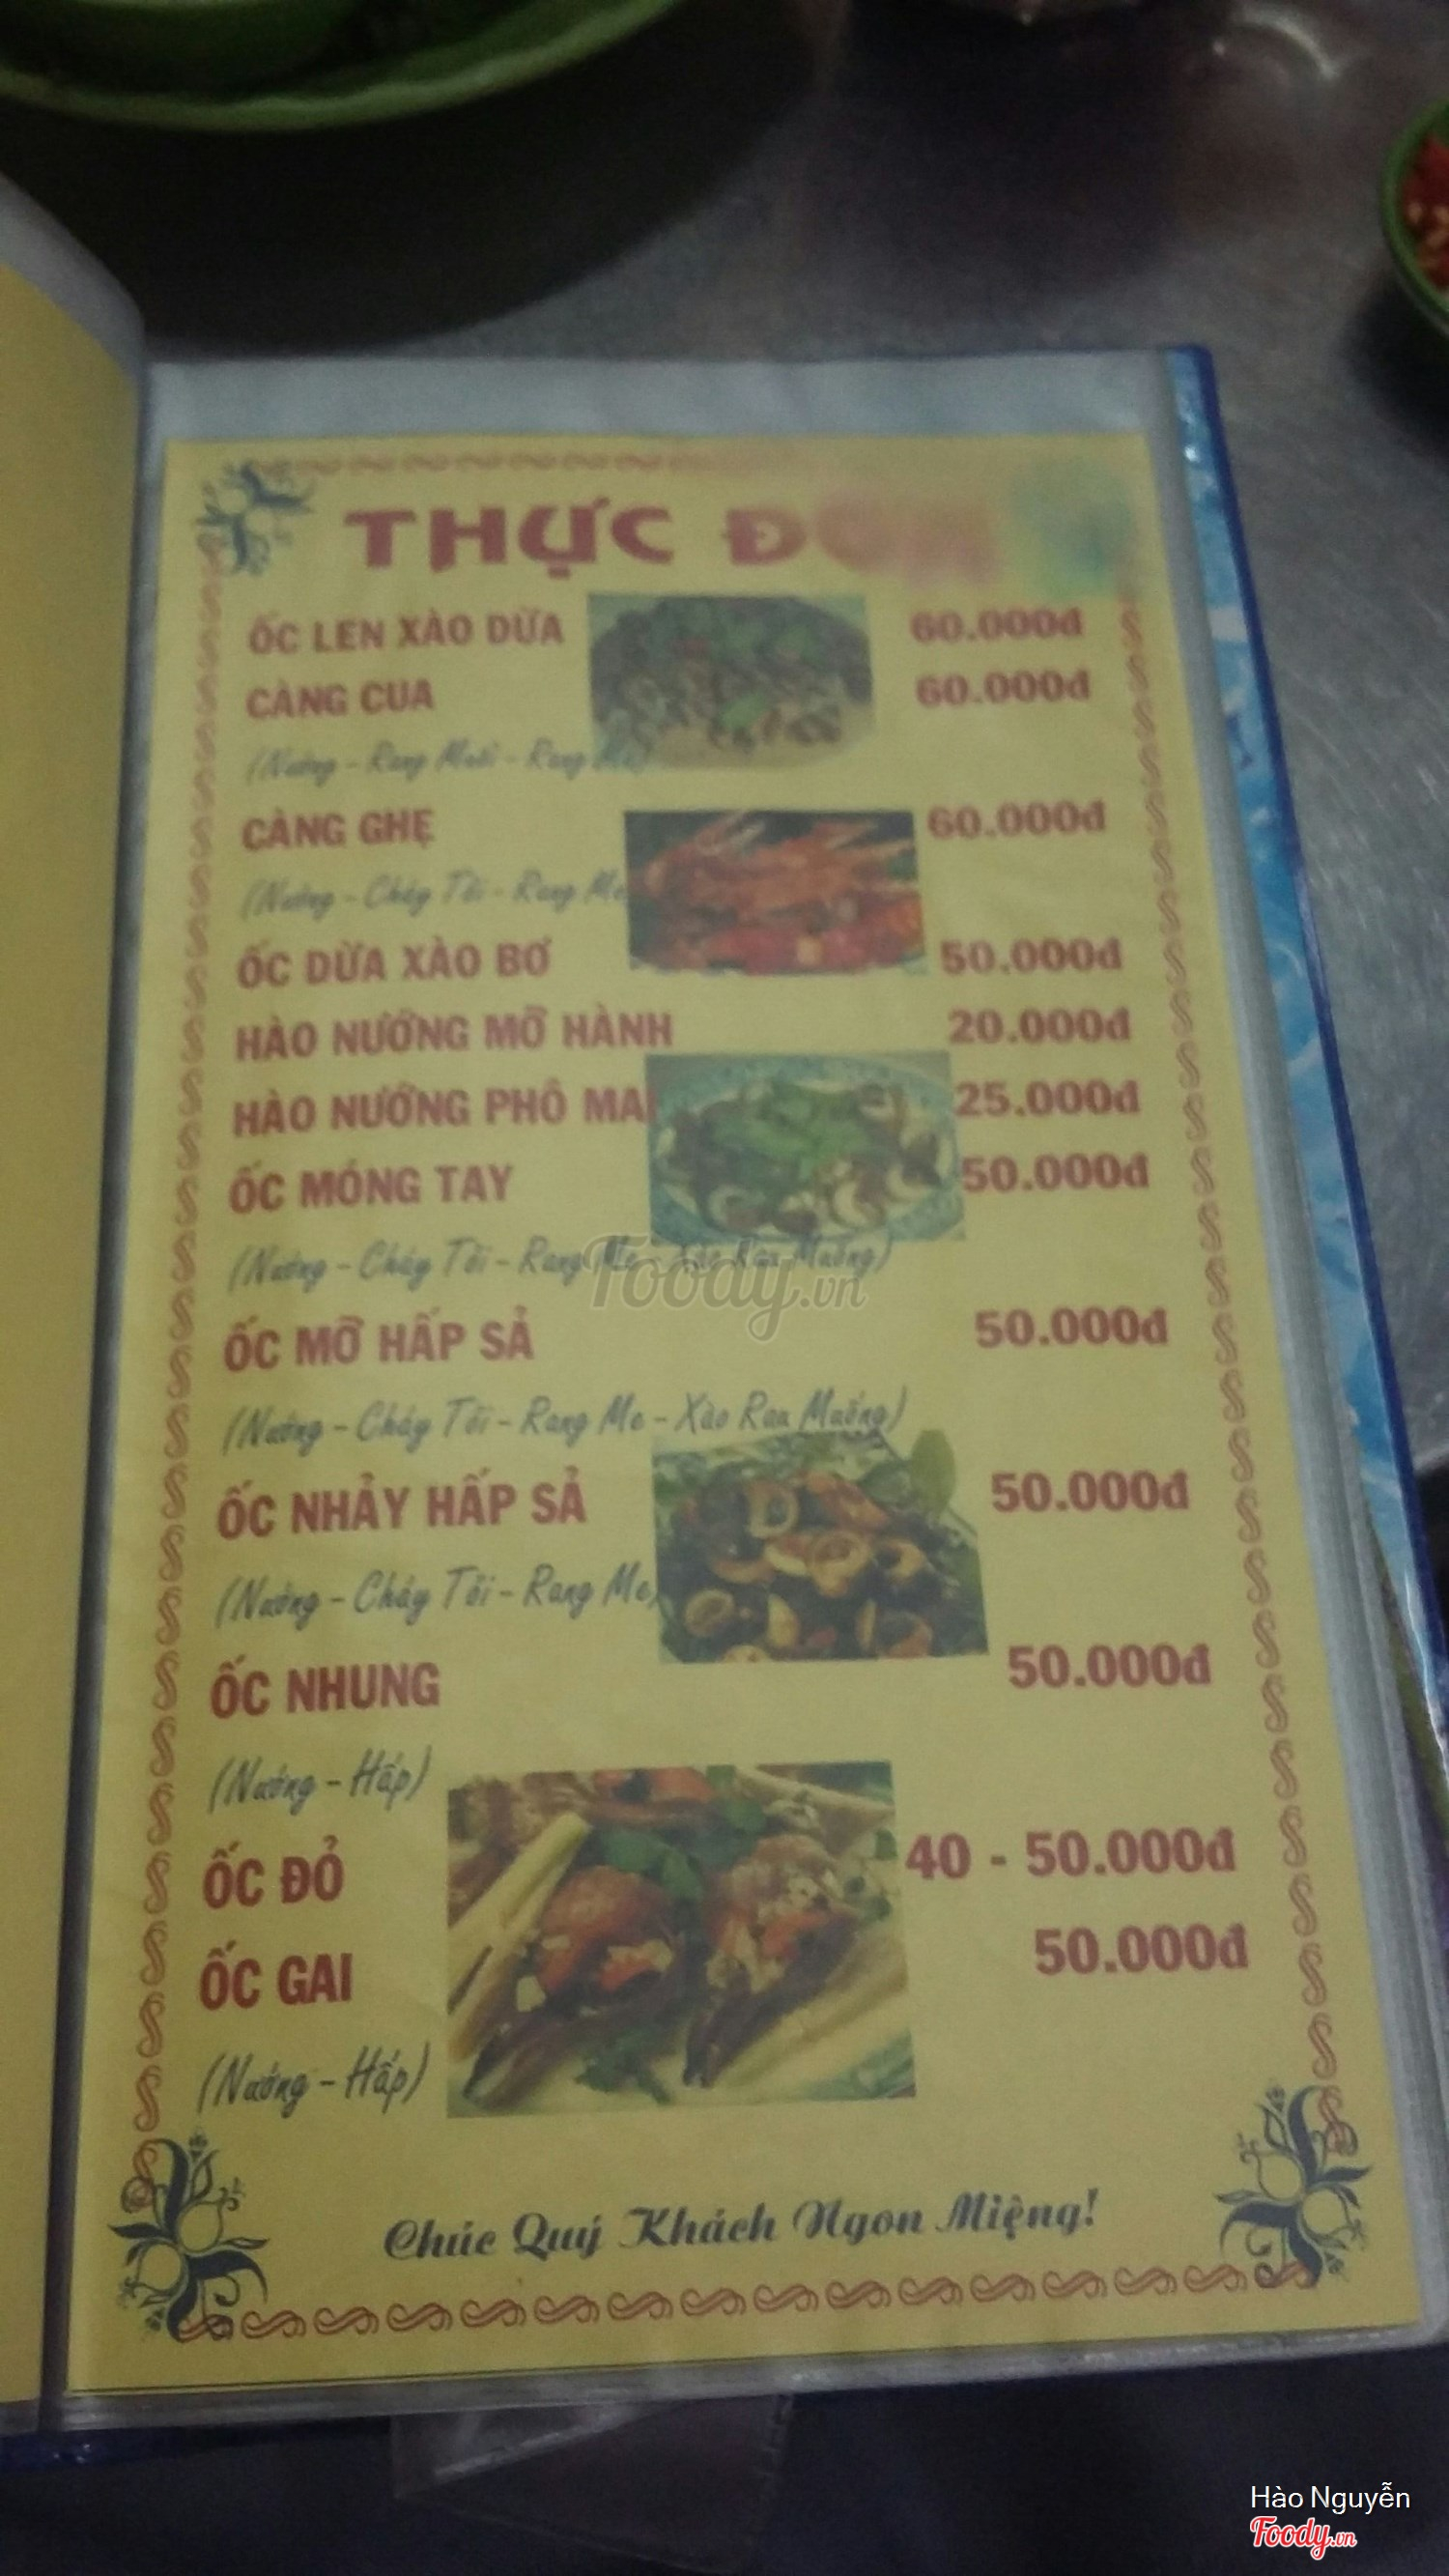 THỰC ĐƠN
ỐC LEN XÀO DỪA 60.000đ
CÀNG CUA 60.000đ
(Nướng - Rang Muối - Rang Me)
CÀNG GHẸ 60.000đ
(Nướng - Cháy Tỏi - Rang Me
ỐC DỪA XÀO BƠ 50.000đ
HÀO NƯỚNG MỠ HÀNH 20.000đ
HÀO NƯỚNG PHÔ MAI 25.000đ
ỐC MÓNG TAY 50.000đ
(Nướng - Cháy Tỏi - Rang Me - Xào Rau Muống)
ỐC MỠ HẤP SẢ 50.000đ
(Nướng - Cháy Tỏi - Rang Me - Xào Rau Muống)
ỐC NHẢY HẤP SẢ 50.000đ
(Nướng - Cháy Tỏi - Rang Me)
ỐC NHUNG 50.000đ
(Nướng - Hấp)
ỐC ĐỎ 40 - 50.000đ
ỐC GAI 50.000đ
(Nướng - Hấp)
Chúc Quý Khách Ngon Miệng!
Foody.vn
Hào Nguyễn
Foody.vn